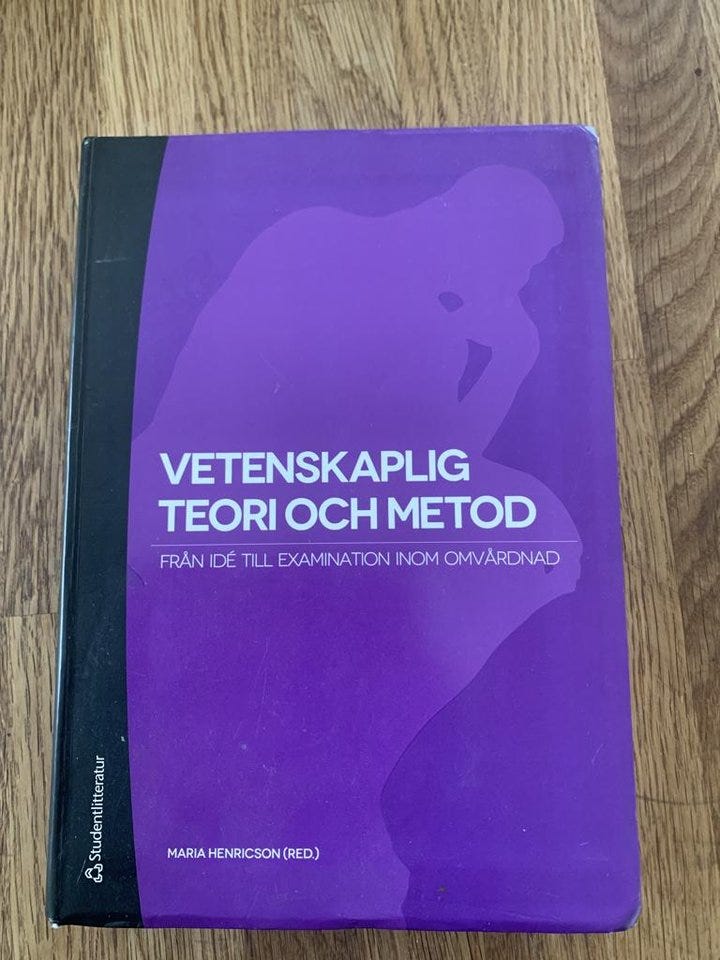 VETENSKAPLIG
TEORI OCH METOD
FRÅN IDÉ TILL EXAMINATION INOM OMVÅRDNAD
MARIA HENRICSON (RED.)
Studentlitteratur